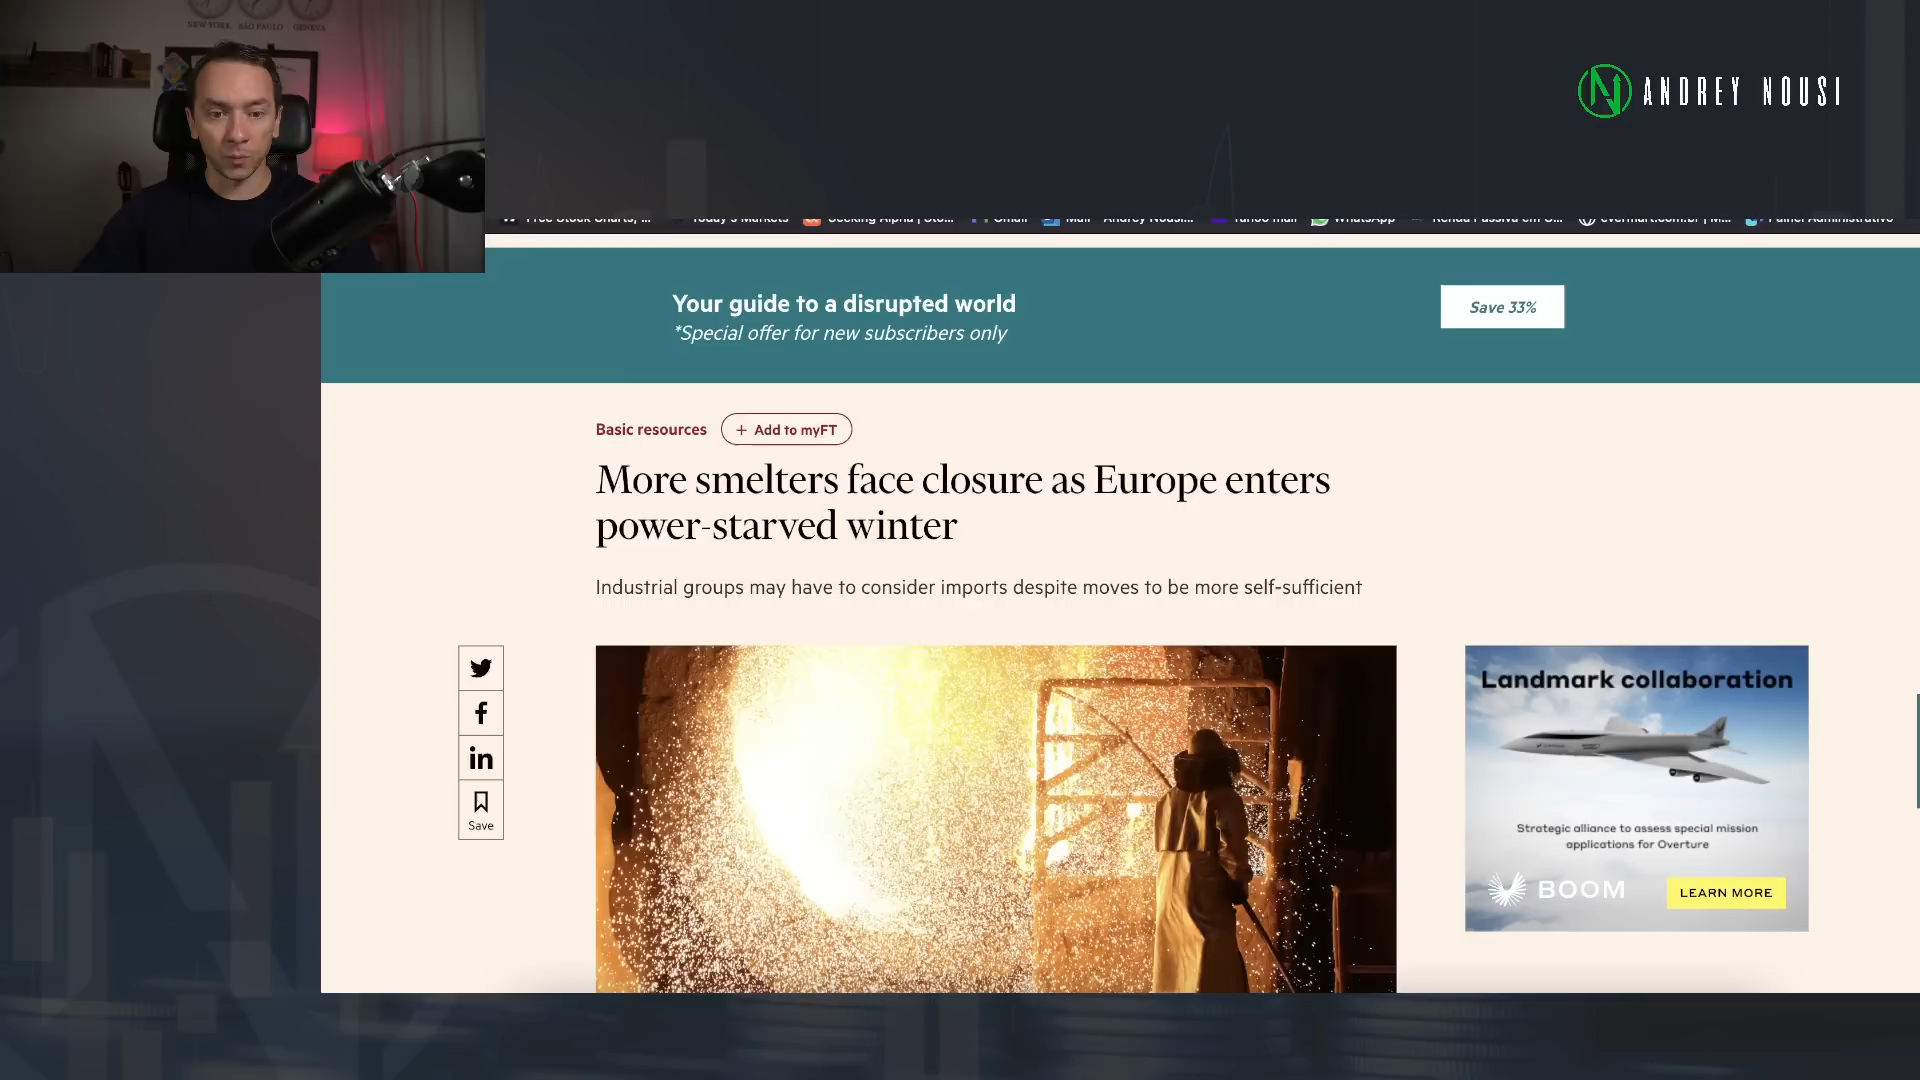 NEW YORK SÃO PAULO GENEVA
ANDREY NOUSI
Free Stock Charts, ... Today's Markets Seeking Alpha | Sto... Gmail Mail - Andrey Nousi... Yahoo Mail WhatsApp Renda Passiva em C... evermart.com.br | M... Painel Administrativo
Your guide to a disrupted world
*Special offer for new subscribers only
Save 33%
Basic resources + Add to myFT
More smelters face closure as Europe enters
power-starved winter
Industrial groups may have to consider imports despite moves to be more self-sufficient
Save
Landmark collaboration
Strategic alliance to assess special mission
applications for Overture
BOOM
LEARN MORE